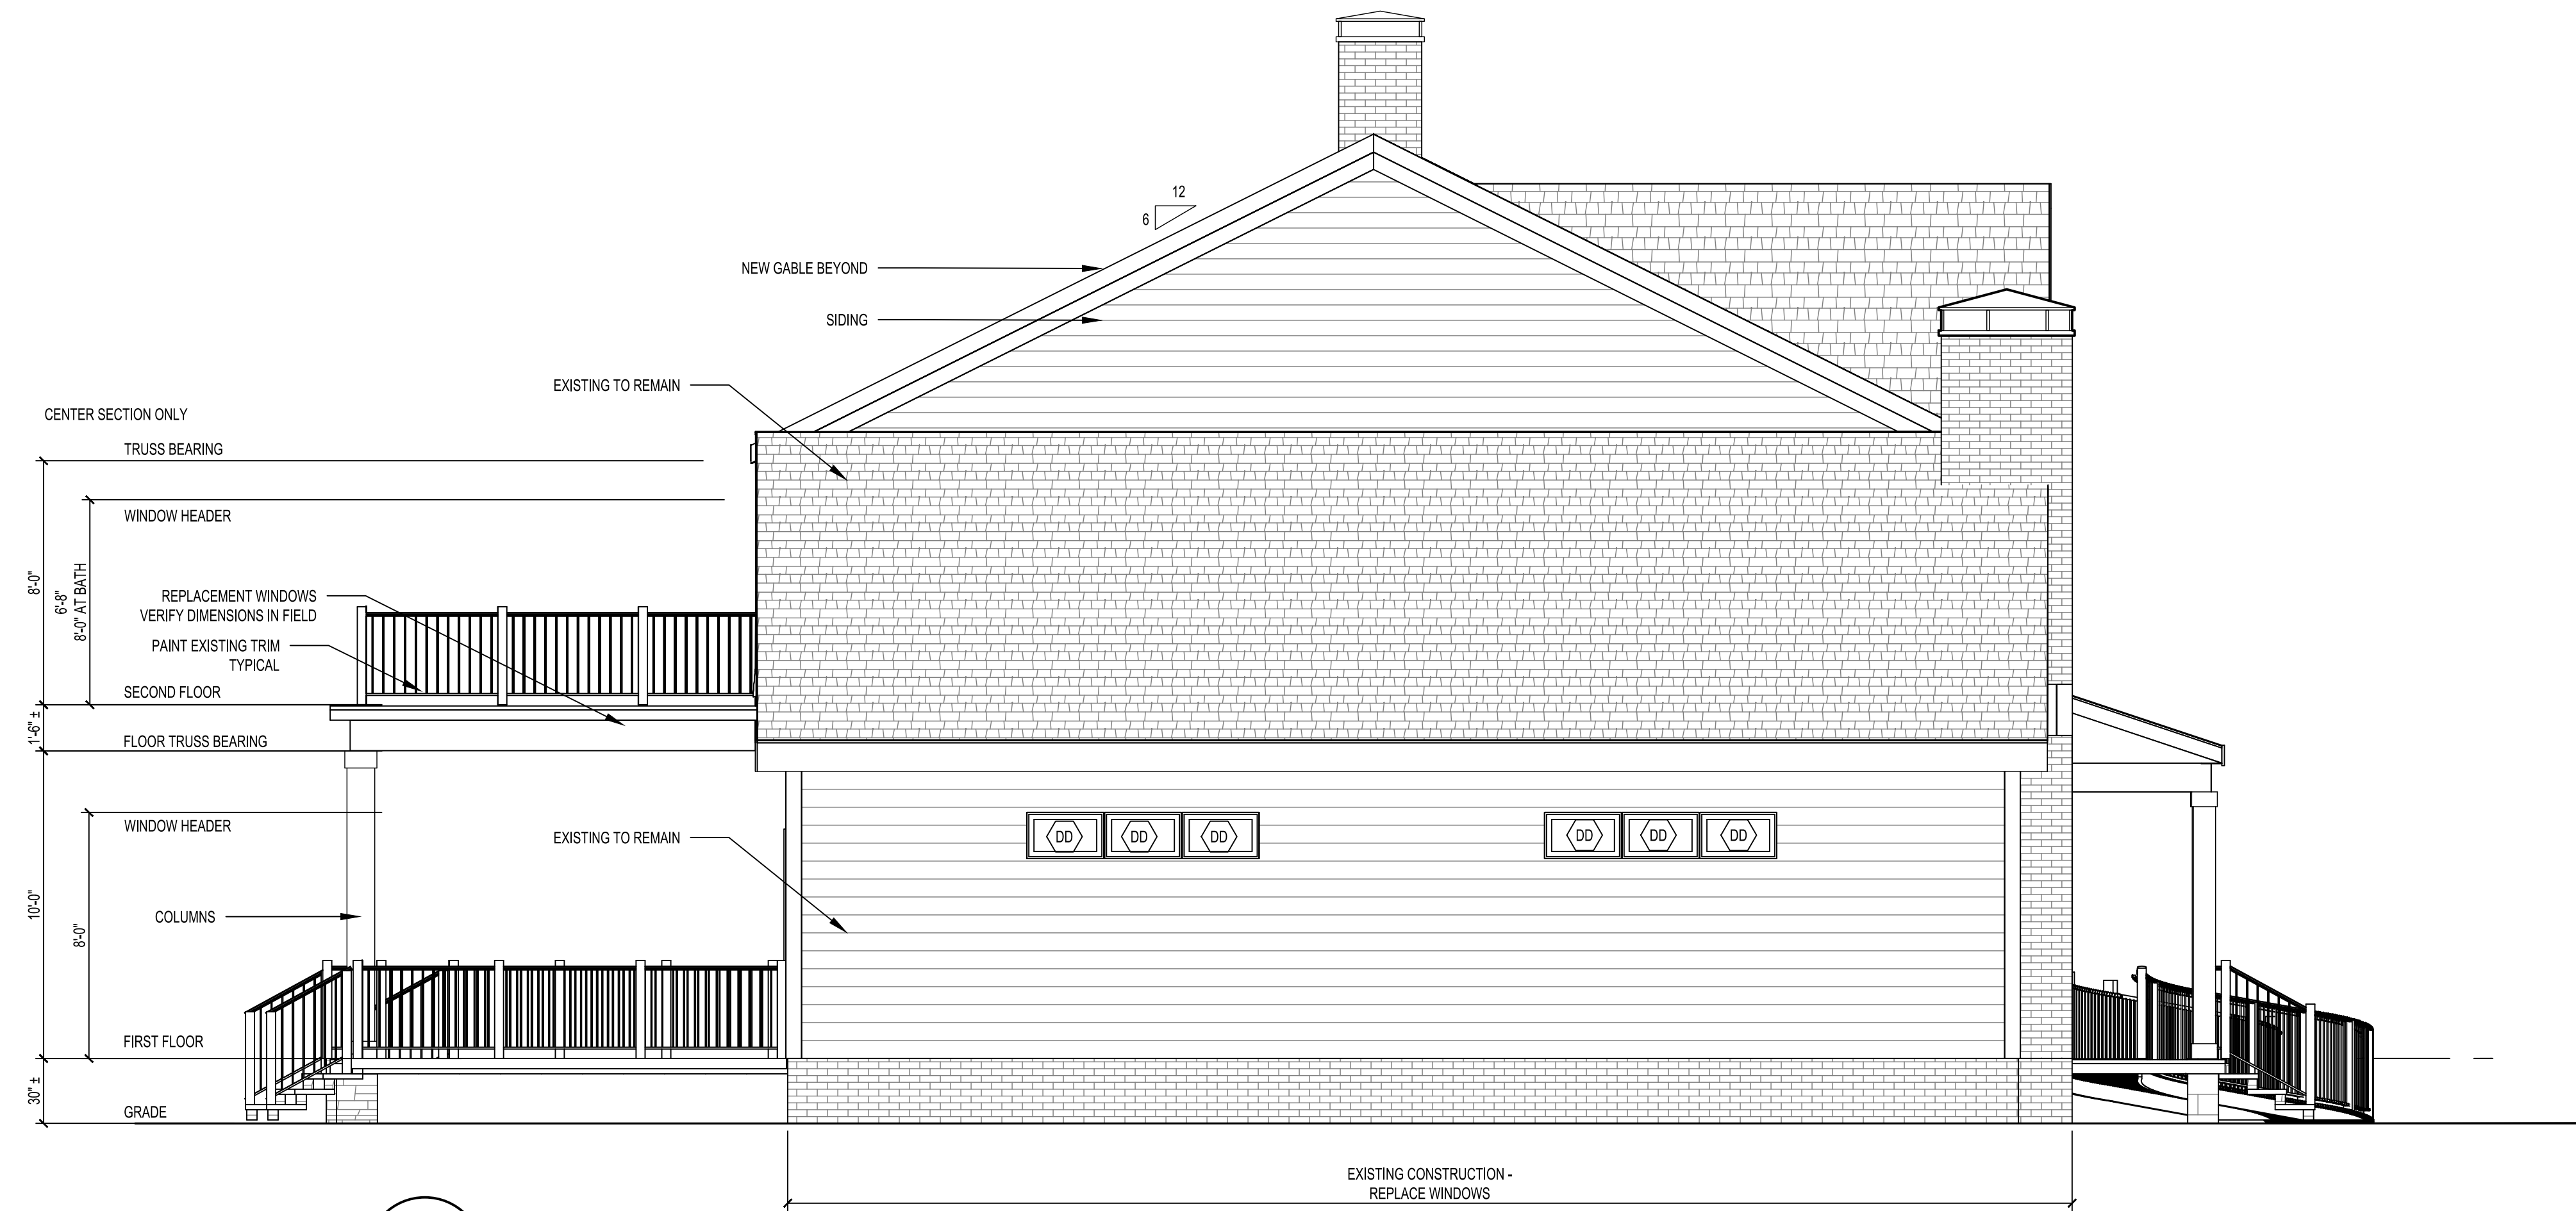 12
6
NEW GABLE BEYOND
SIDING
EXISTING TO REMAIN
CENTER SECTION ONLY
TRUSS BEARING
WINDOW HEADER
8'-0"
6'-8"
8'-0" AT BATH
REPLACEMENT WINDOWS
VERIFY DIMENSIONS IN FIELD
PAINT EXISTING TRIM
TYPICAL
SECOND FLOOR
1'-6" ±
FLOOR TRUSS BEARING
WINDOW HEADER
EXISTING TO REMAIN
DD
DD
DD
DD
DD
DD
10'-0"
8'-0"
COLUMNS
FIRST FLOOR
30" ±
GRADE
EXISTING CONSTRUCTION -
REPLACE WINDOWS